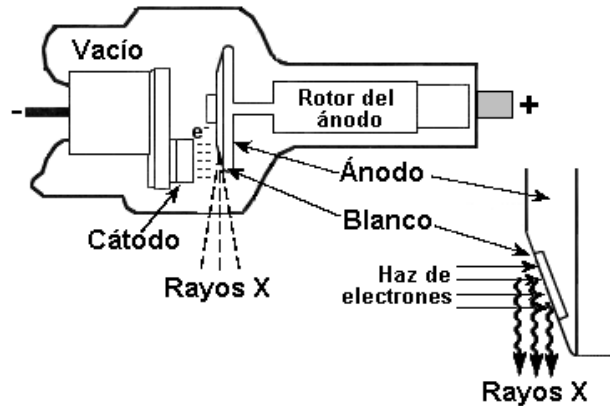 Vacío
-
Rotor del
ánodo
+
e-
Ánodo
Blanco
Cátodo
Rayos X
Haz de
electrones
Rayos X